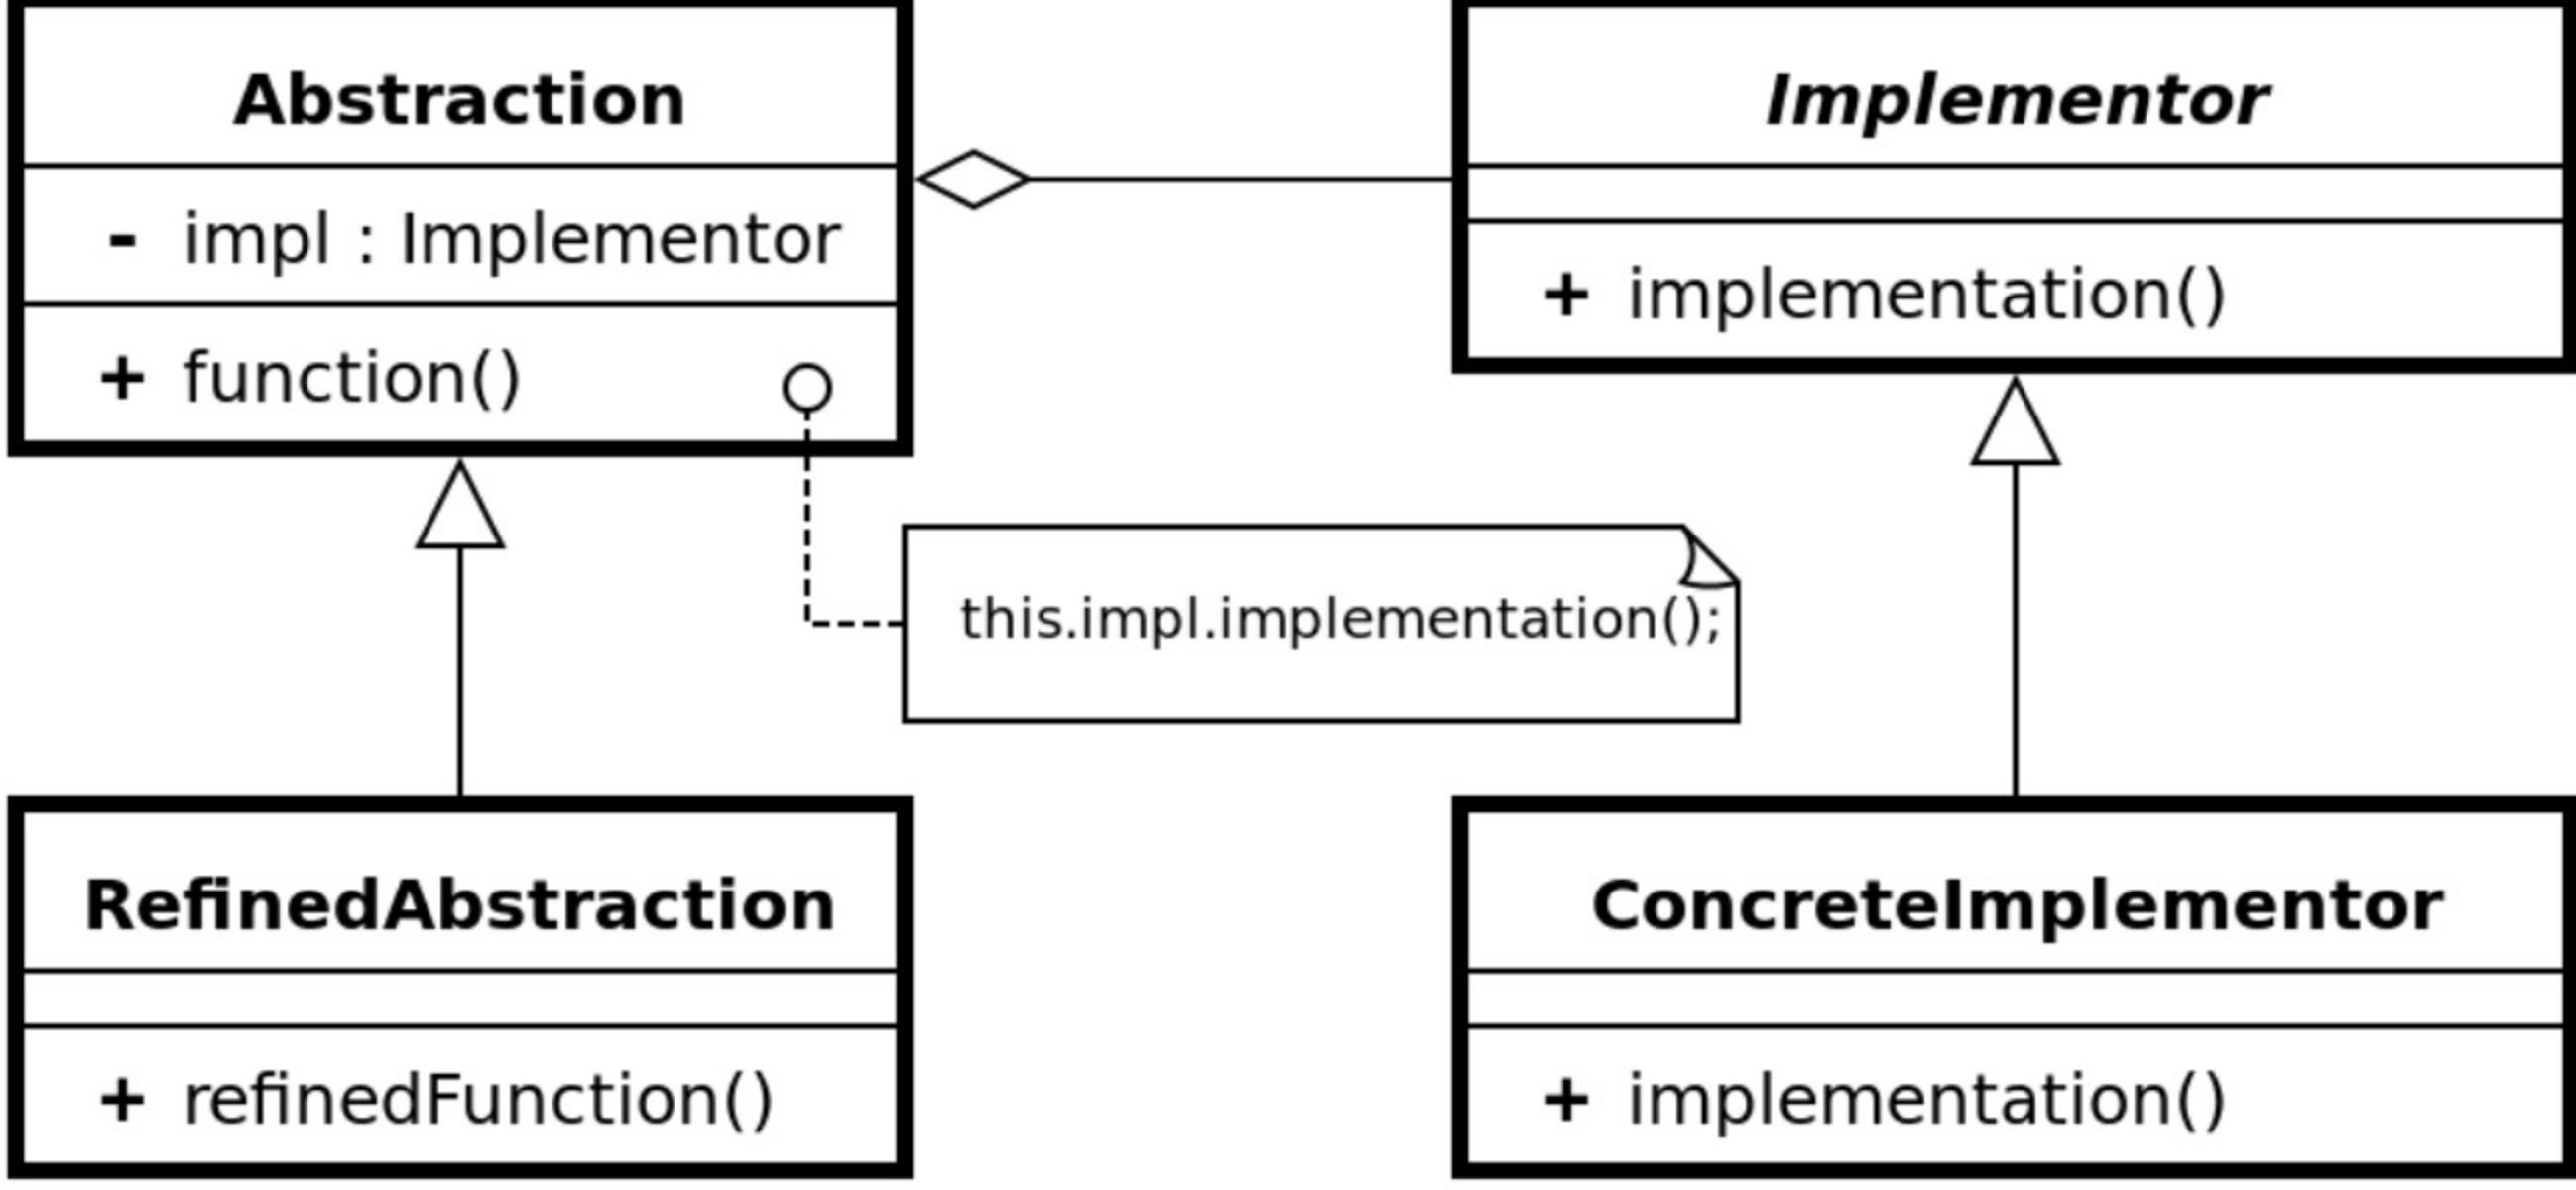 Abstraction
- impl : Implementor
+ function()
Implementor
+ implementation()
this.impl.implementation();
RefinedAbstraction
+ refinedFunction()
ConcreteImplementor
+ implementation()